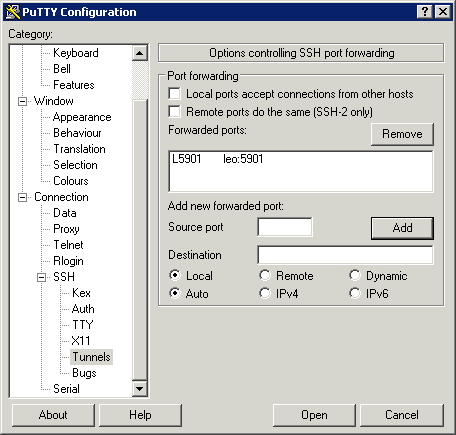 PuTTY Configuration
Category:
Keyboard
Bell
Features
Window
Appearance
Behaviour
Translation
Selection
Colours
Connection
Data
Proxy
Telnet
Rlogin
SSH
Kex
Auth
TTY
X11
Tunnels
Bugs
Serial
Options controlling SSH port forwarding
Port forwarding
Local ports accept connections from other hosts
Remote ports do the same (SSH-2 only)
Forwarded ports:
Remove
L5901 leo:5901
Add new forwarded port:
Source port
Add
Destination
Local Remote Dynamic
Auto IPv4 IPv6
About Help Open Cancel